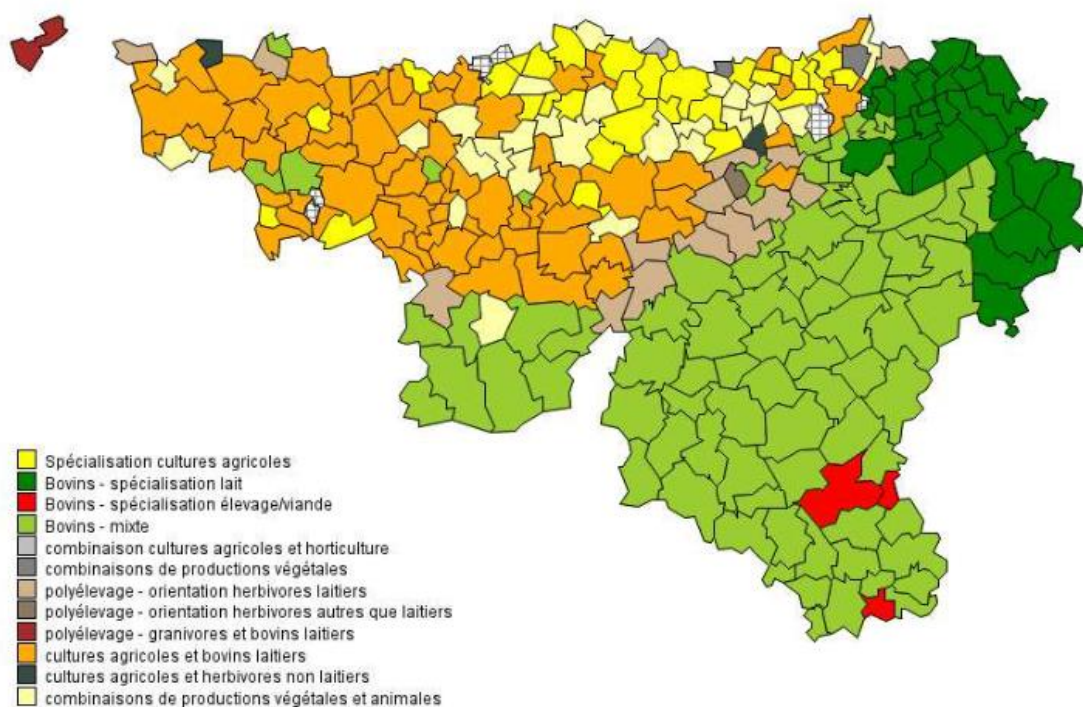 Spécialisation cultures agricoles
Bovins - spécialisation lait
Bovins - spécialisation élevage/viande
Bovins - mixte
combinaison cultures agricoles et horticulture
combinaisons de productions végétales
polyélevage - orientation herbivores laitiers
polyélevage - orientation herbivores autres que laitiers
polyélevage - granivores et bovins laitiers
cultures agricoles et bovins laitiers
cultures agricoles et herbivores non laitiers
combinaisons de productions végétales et animales